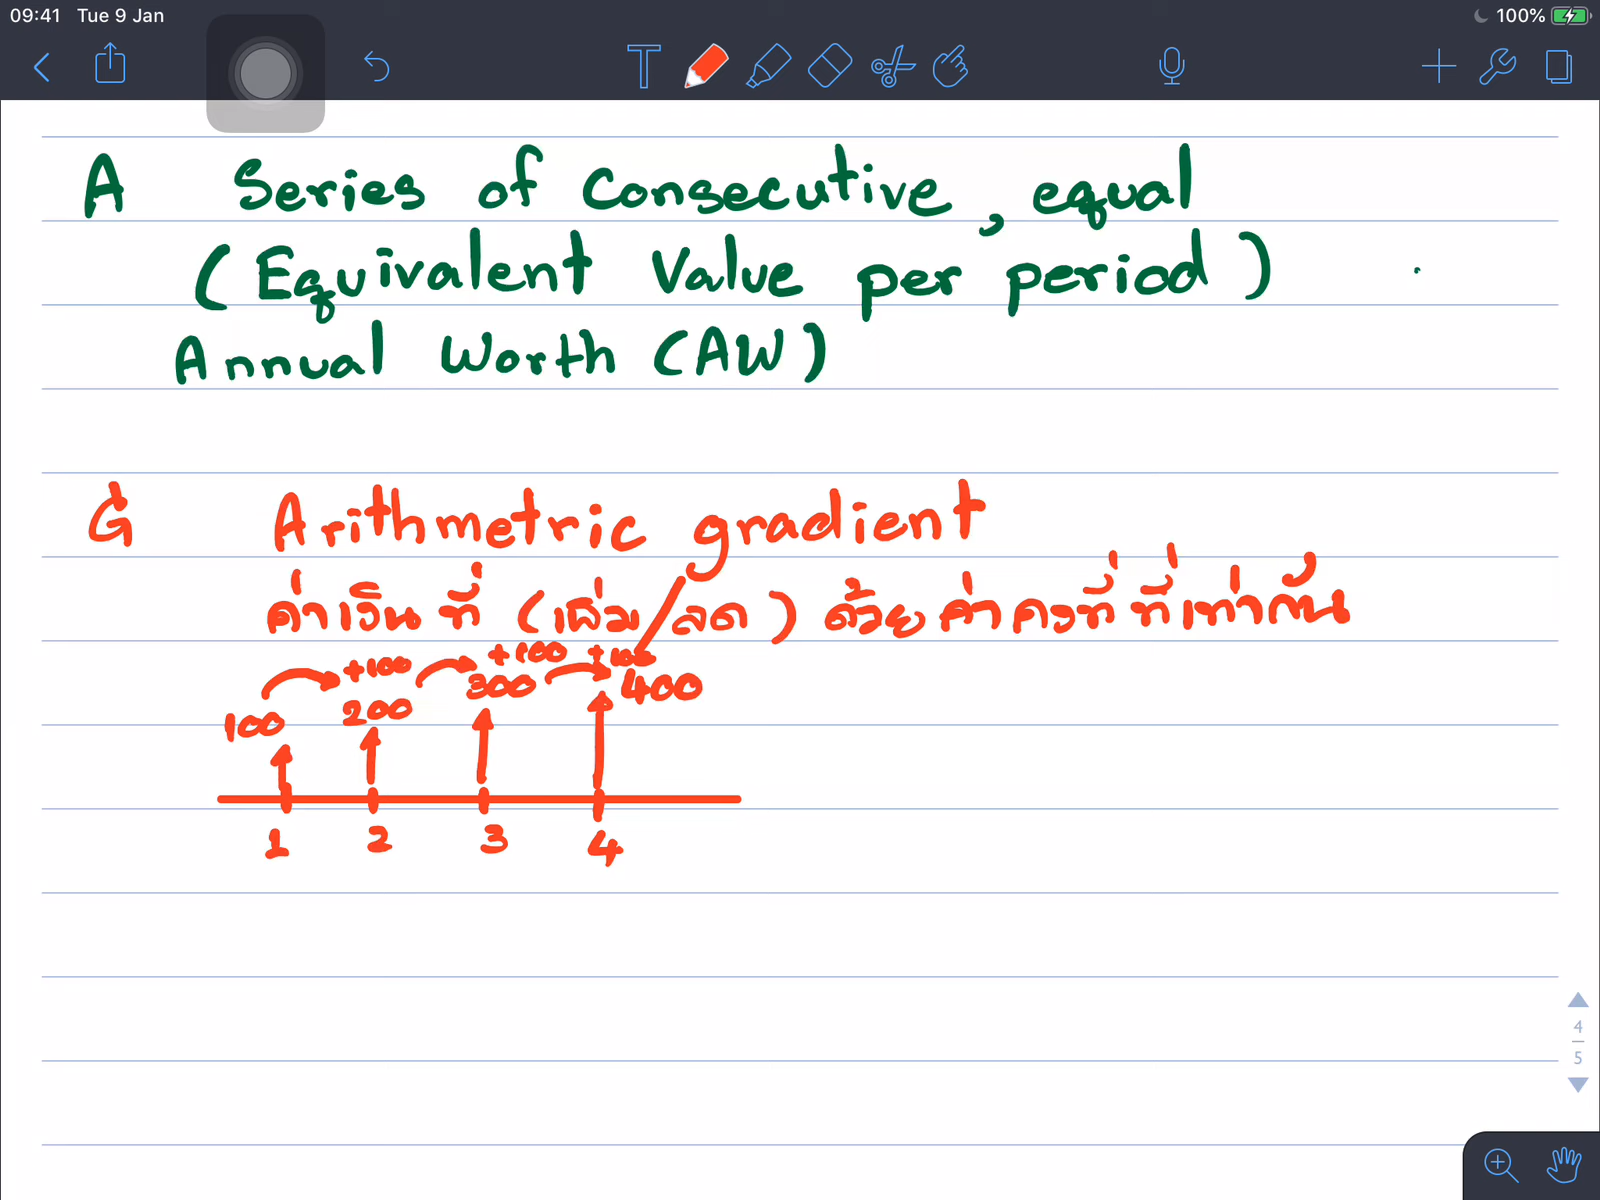 09:41 Tue 9 Jan 100%
T
A Series of Consecutive, equal
(Equivalent Value per period)
Annual Worth (AW)
G Arithmetric gradient
ค่าเงินที่ (เพิ่ม/ลด) ด้วยค่าคงที่ที่เท่ากัน
+100 +100 +100
100 200 300 400
1 2 3 4
4
5